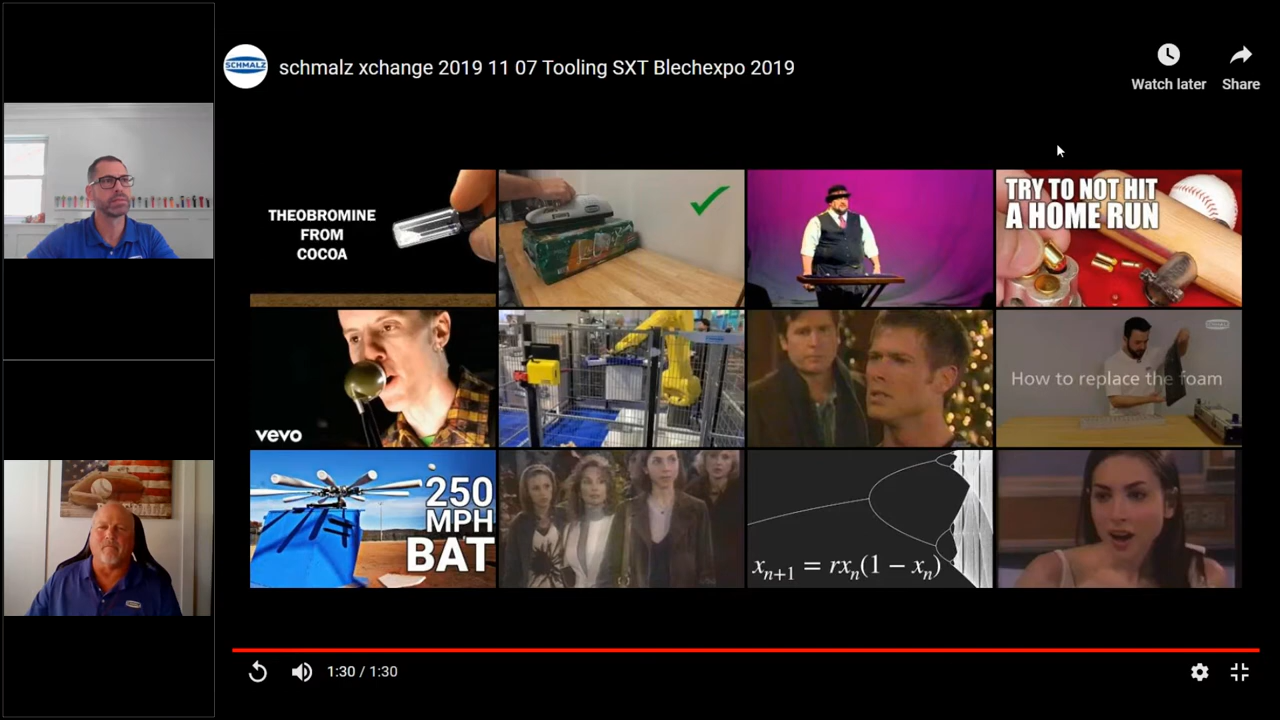 SCHMALZ
schmalz xchange 2019 11 07 Tooling SXT Blechexpo 2019
Watch later
Share
THEOBROMINE
FROM
COCOA
TRY TO NOT HIT
A HOME RUN
vevo
How to replace the foam
250
MPH
BAT
xₙ₊₁ = rxₙ(1 − xₙ)
1:30 / 1:30